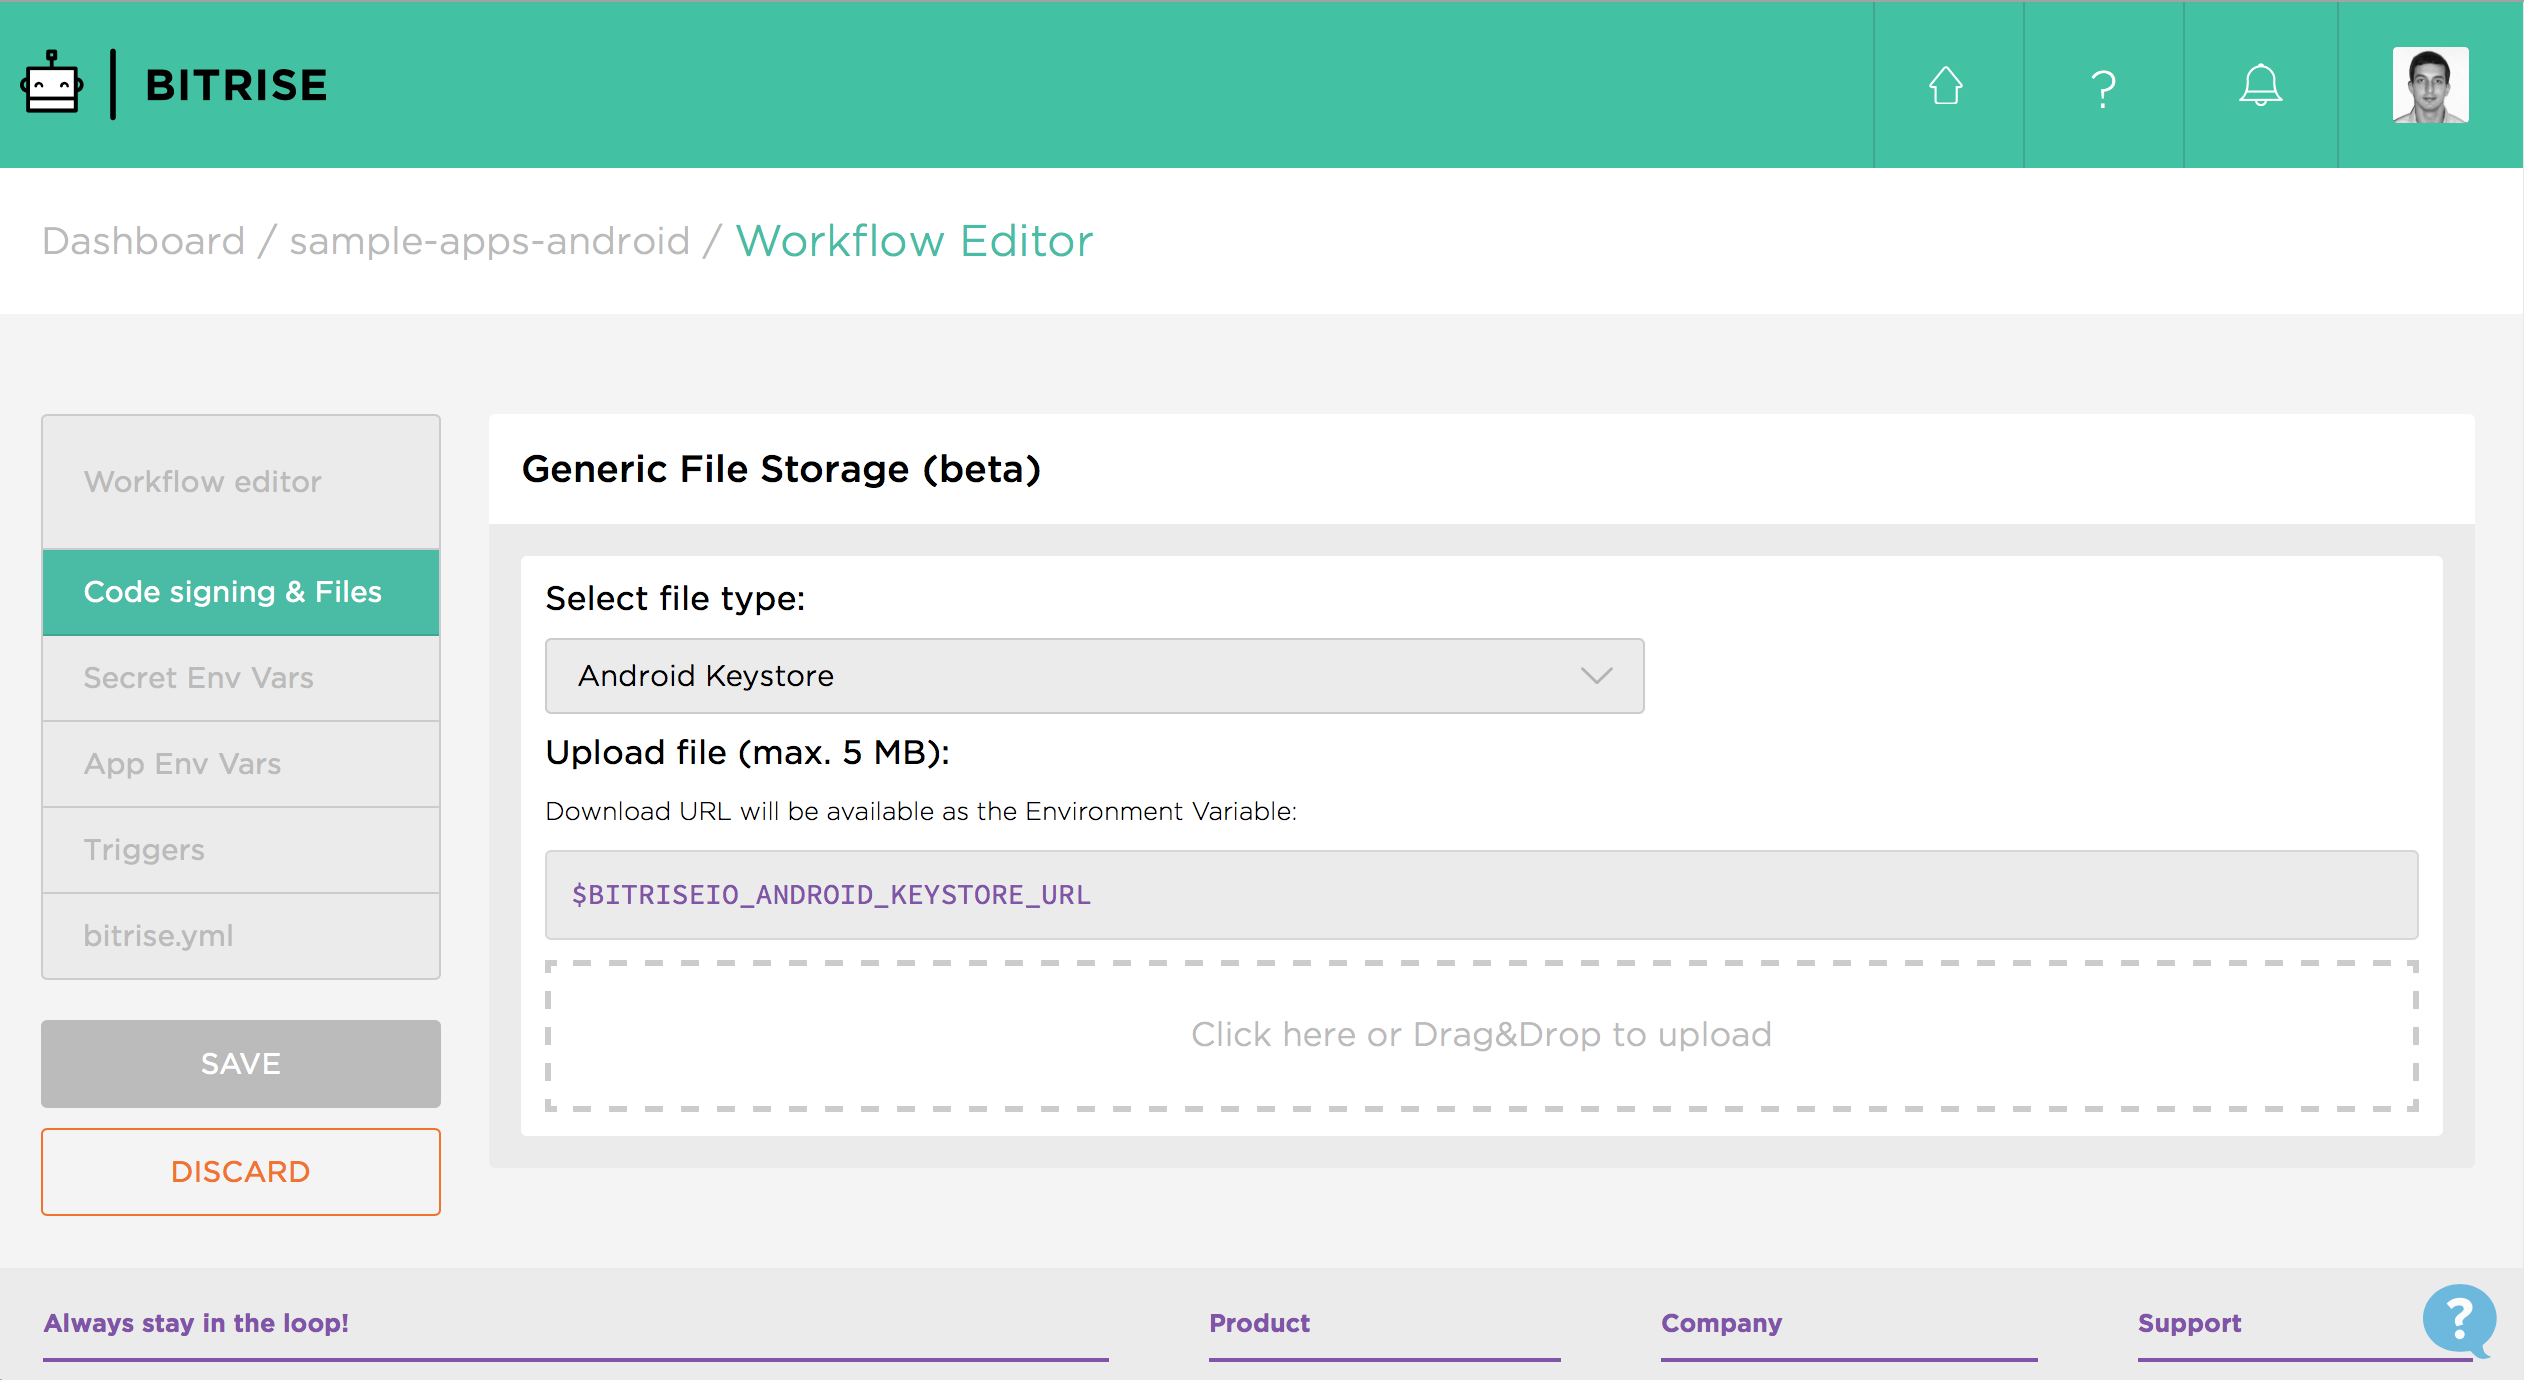 BITRISE
?
Dashboard / sample-apps-android / Workflow Editor
Workflow editor
Code signing & Files
Secret Env Vars
App Env Vars
Triggers
bitrise.yml
SAVE
DISCARD
Generic File Storage (beta)
Select file type:
Android Keystore
Upload file (max. 5 MB):
Download URL will be available as the Environment Variable:
$BITRISEIO_ANDROID_KEYSTORE_URL
Click here or Drag&Drop to upload
Always stay in the loop!
Product
Company
Support
?